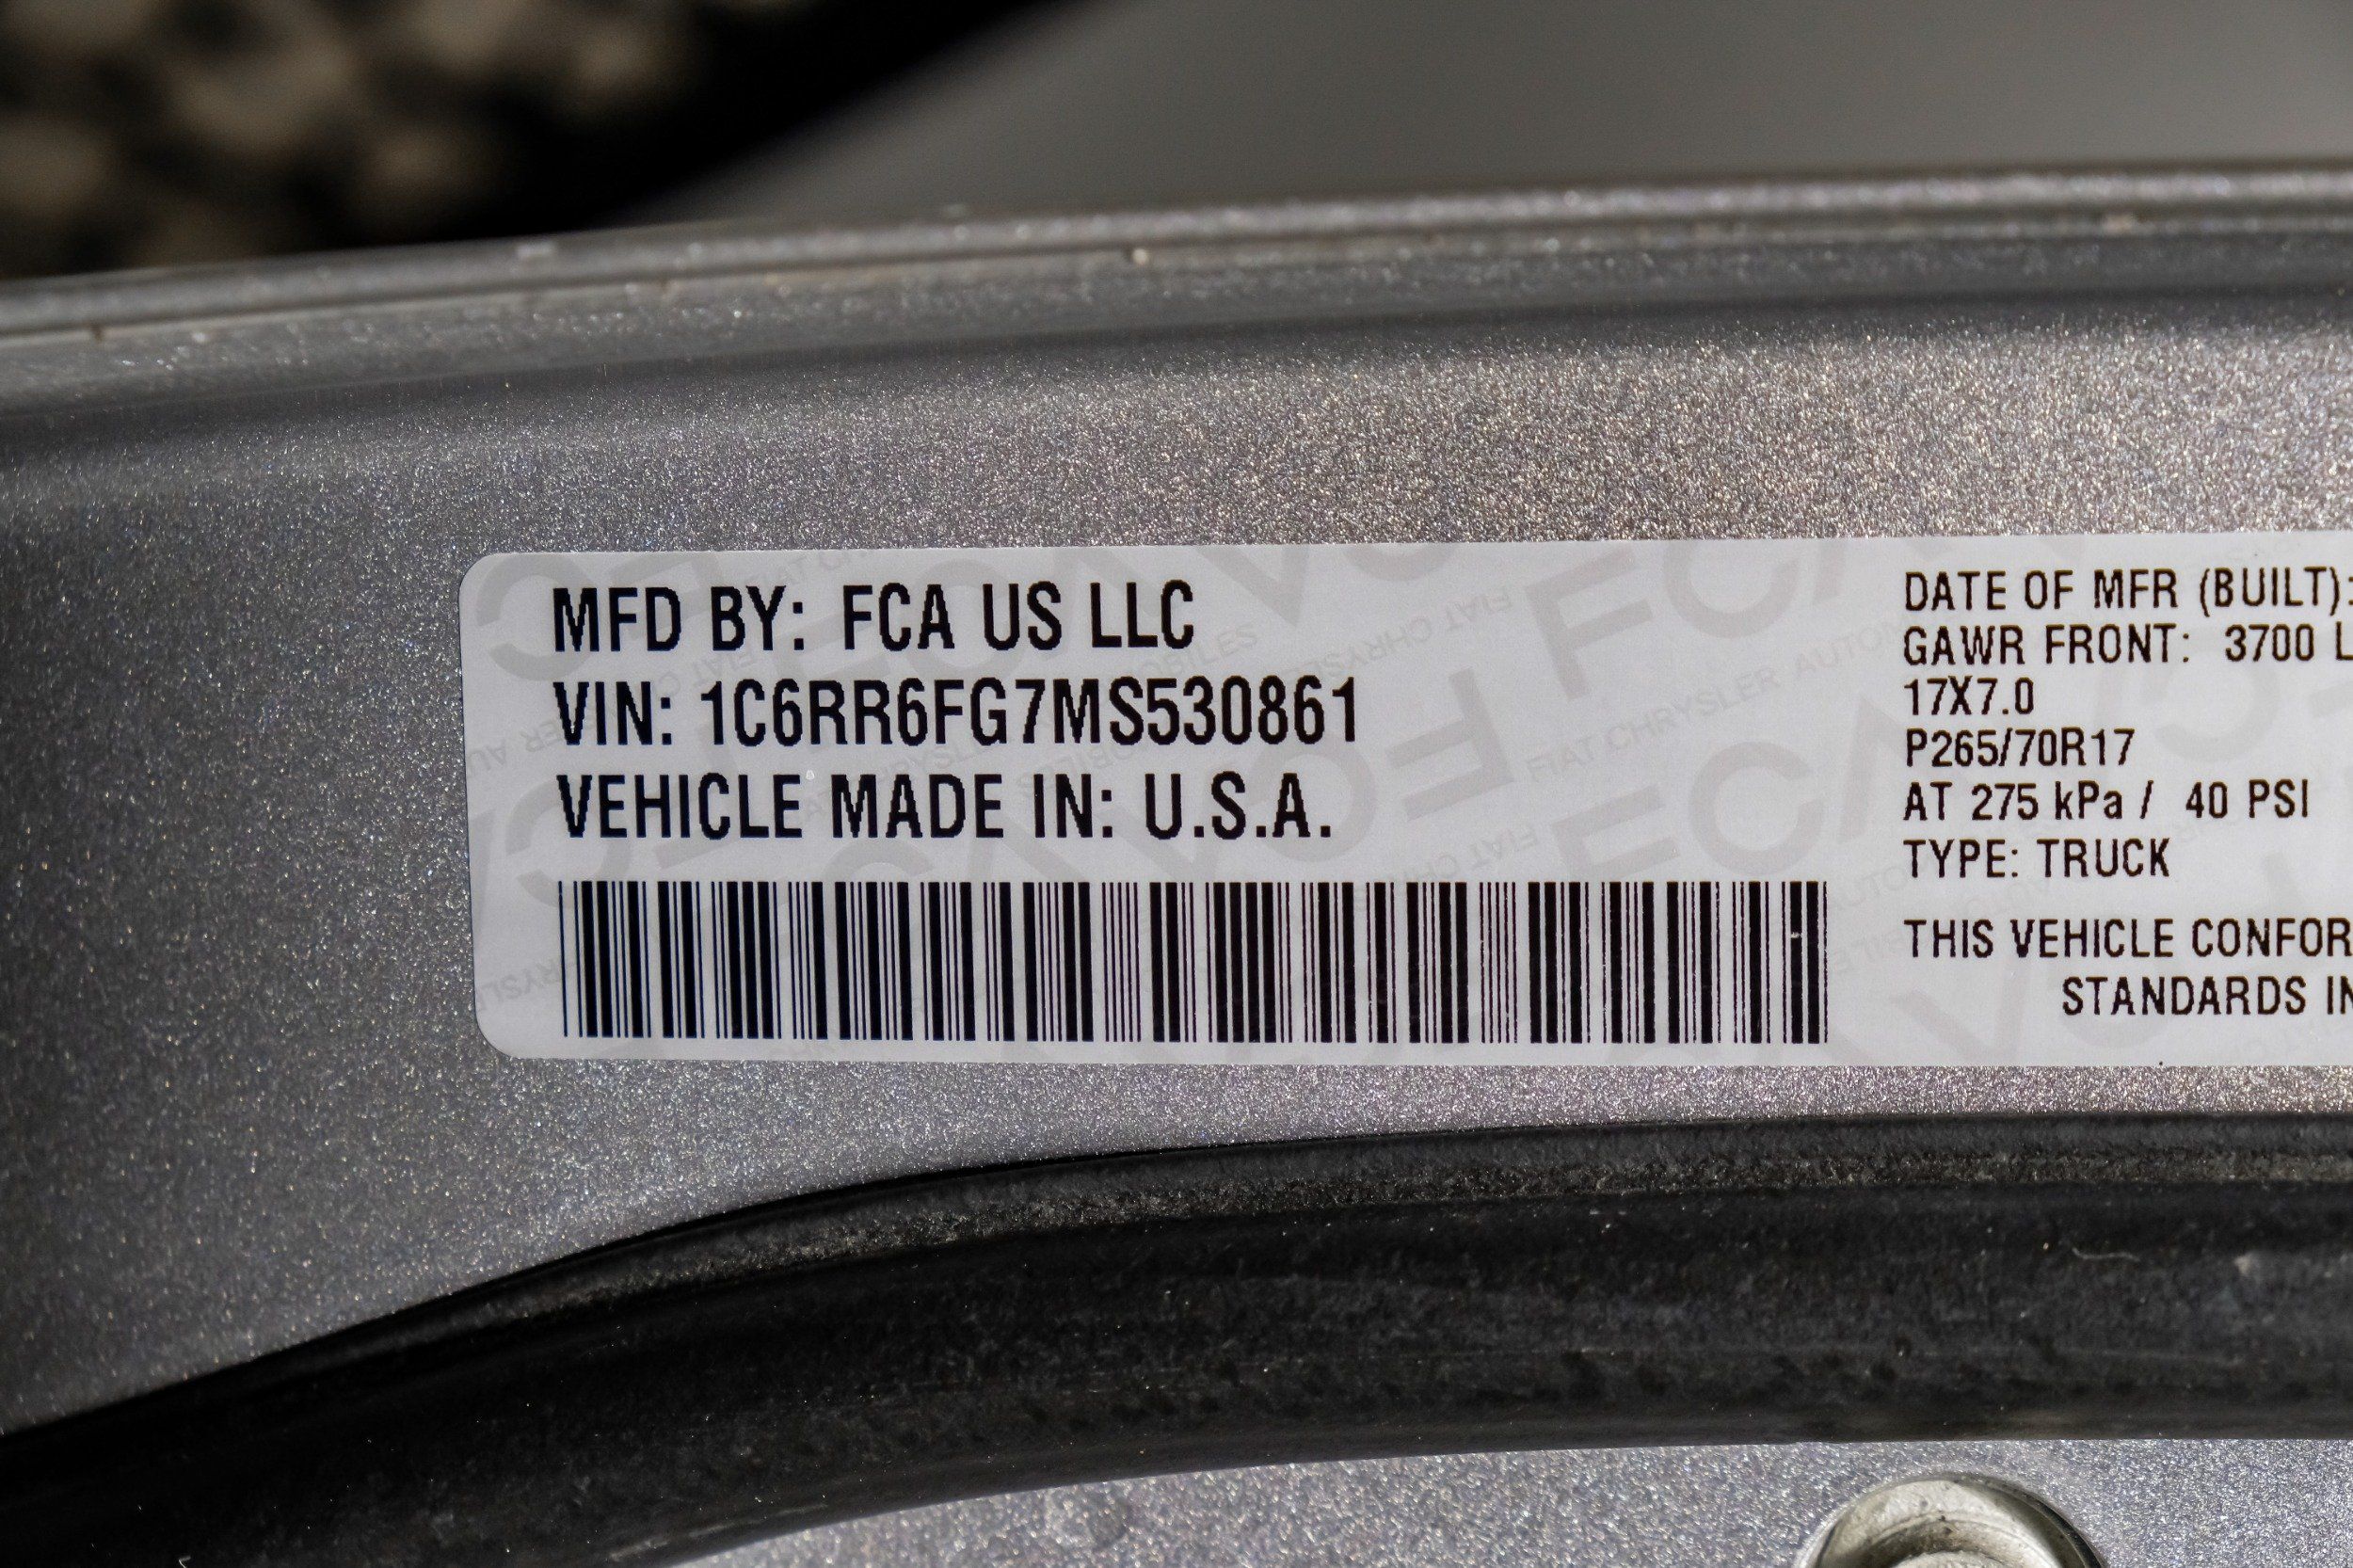 MFD BY: FCA US LLC
VIN: 1C6RR6FG7MS530861
VEHICLE MADE IN: U.S.A.
DATE OF MFR (BUILT):
GAWR FRONT: 3700 L
17X7.0
P265/70R17
AT 275 kPa / 40 PSI
TYPE: TRUCK
THIS VEHICLE CONFOR
STANDARDS IN